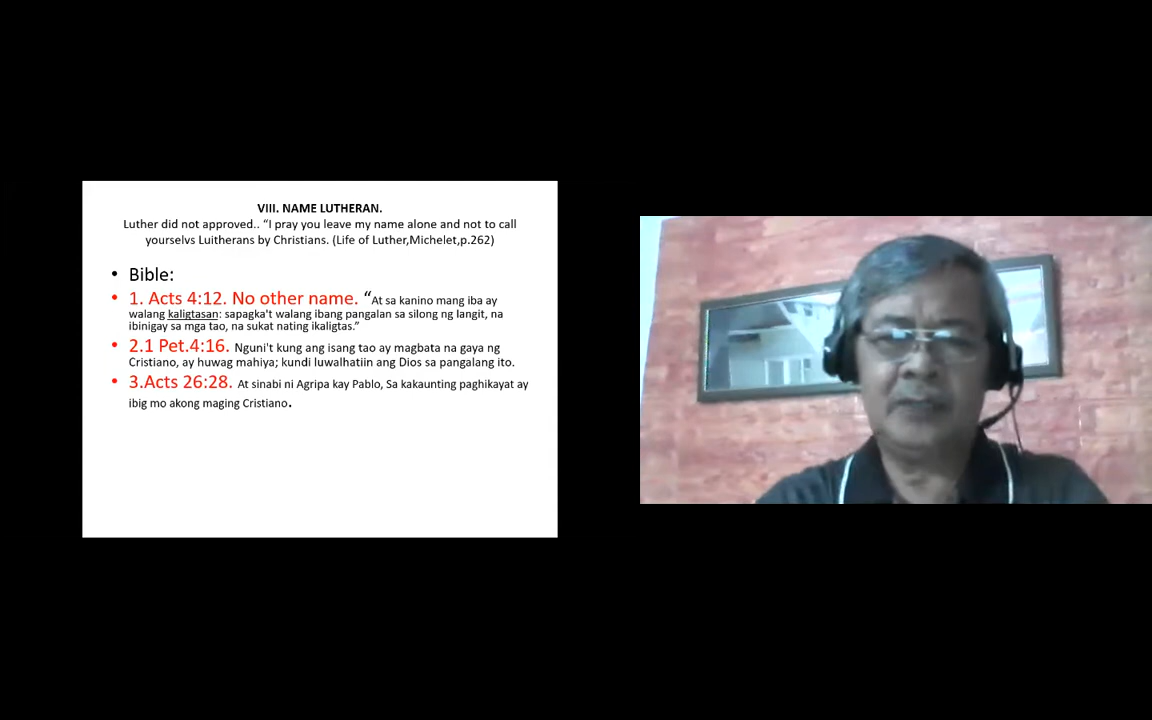 VIII. NAME LUTHERAN.
Luther did not approved.. “I pray you leave my name alone and not to call
yourselvs Luitherans by Christians. (Life of Luther,Michelet,p.262)
• Bible:
• 1. Acts 4:12. No other name. “At sa kanino mang iba ay
walang kaligtasan: sapagka't walang ibang pangalan sa silong ng langit, na
ibinigay sa mga tao, na sukat nating ikaligtas.”
• 2.1 Pet.4:16. Nguni't kung ang isang tao ay magbata na gaya ng
Cristiano, ay huwag mahiya; kundi luwalhatiin ang Dios sa pangalang ito.
• 3.Acts 26:28. At sinabi ni Agripa kay Pablo, Sa kakaunting paghikayat ay
ibig mo akong maging Cristiano.